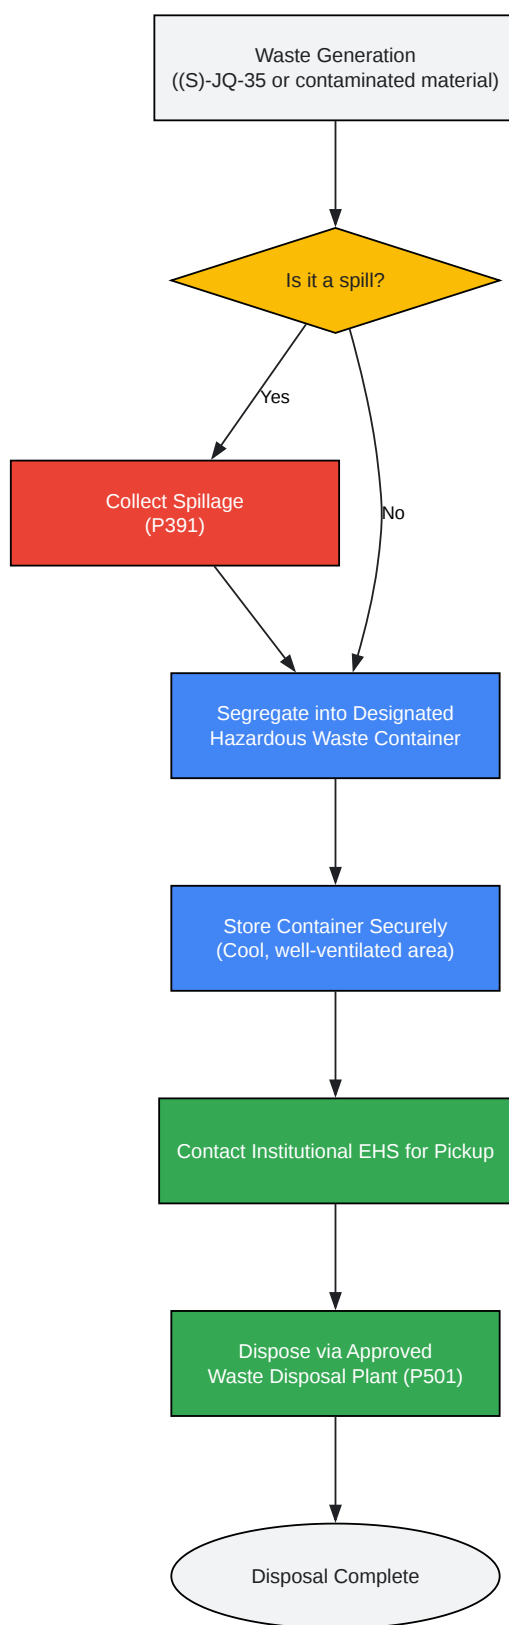 Waste Generation
((S)-JQ-35 or contaminated material)
Is it a spill?
Yes
Collect Spillage
(P391)
No
Segregate into Designated
Hazardous Waste Container
Store Container Securely
(Cool, well-ventilated area)
Contact Institutional EHS for Pickup
Dispose via Approved
Waste Disposal Plant (P501)
Disposal Complete